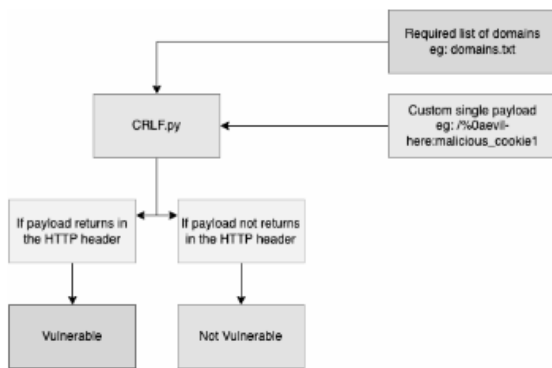 Required list of domains
eg: domains.txt
CRLF.py
Custom single payload
eg: /%0aevil-
here:malicious_cookie1
If payload returns in
the HTTP header
If payload not returns
in the HTTP header
Vulnerable
Not Vulnerable